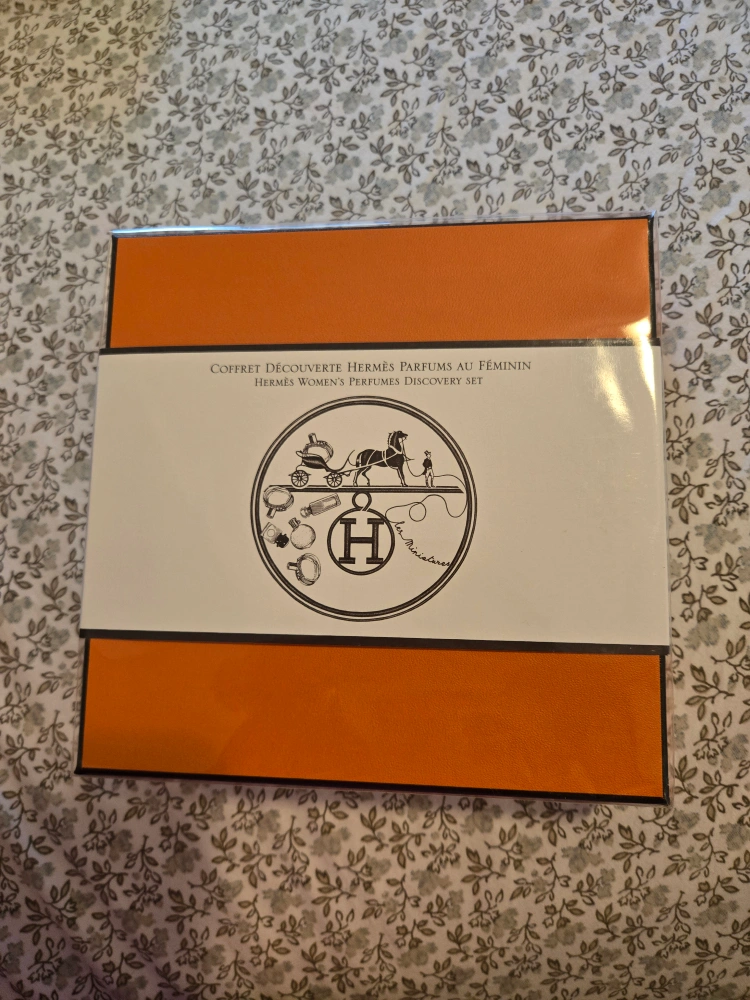 COFFRET DÉCOUVERTE HERMÈS PARFUMS AU FÉMININ
HERMÈS WOMEN'S PERFUMES DISCOVERY SET
H
les Miniatures